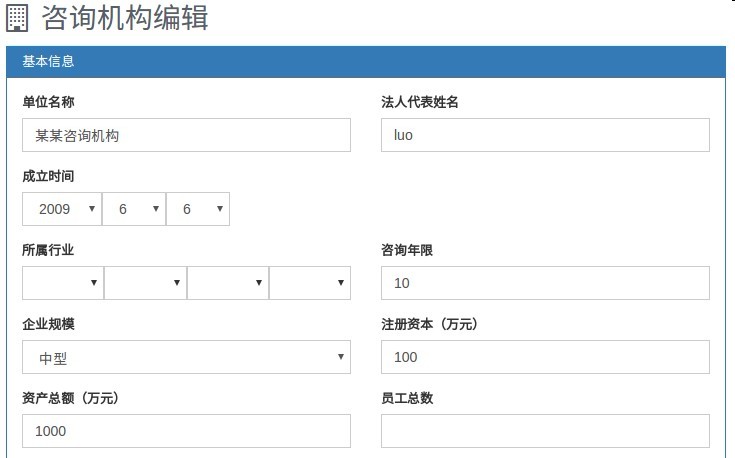 咨询机构编辑
基本信息
单位名称 法人代表姓名
某某咨询机构 luo
成立时间
2009 6 6
所属行业 咨询年限
10
企业规模 注册资本（万元）
中型 100
资产总额（万元） 员工总数
1000